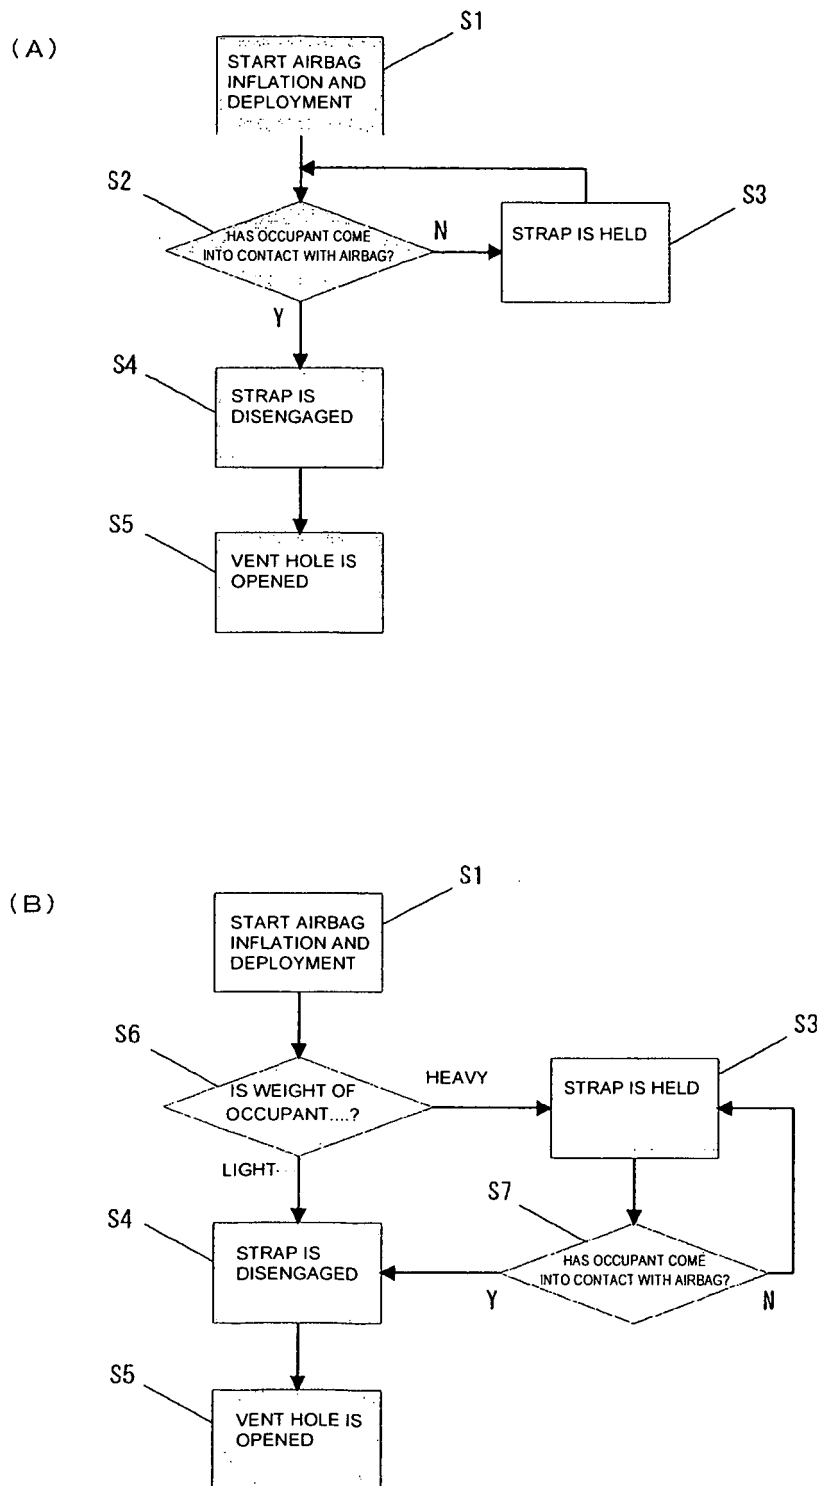 (A)
S1
START AIRBAG
INFLATION AND
DEPLOYMENT
S2
HAS OCCUPANT COME
INTO CONTACT WITH AIRBAG?
N
S3
STRAP IS HELD
Y
S4
STRAP IS
DISENGAGED
S5
VENT HOLE IS
OPENED
(B)
S1
START AIRBAG
INFLATION AND
DEPLOYMENT
S6
IS WEIGHT OF
OCCUPANT....?
HEAVY
S3
STRAP IS HELD
LIGHT
S7
HAS OCCUPANT COME
INTO CONTACT WITH AIRBAG?
Y
N
S4
STRAP IS
DISENGAGED
S5
VENT HOLE IS
OPENED